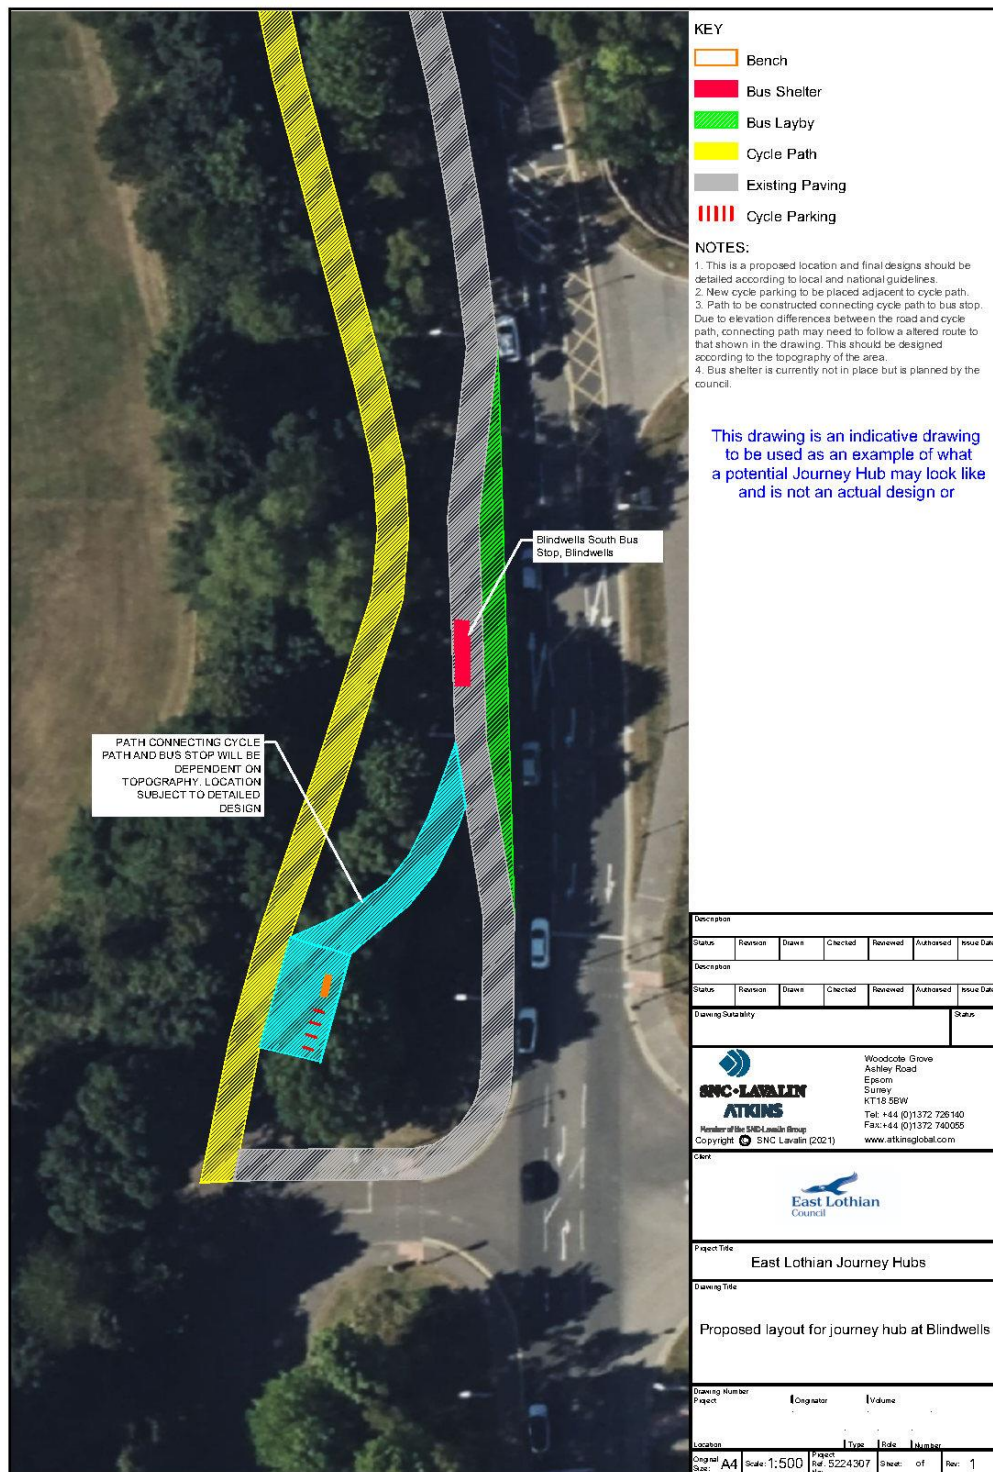 KEY
Bench
Bus Shelter
Bus Layby
Cycle Path
Existing Paving
Cycle Parking
NOTES:
1. This is a proposed location and final designs should be
detailed according to local and national guidelines.
2. New cycle parking to be placed adjacent to cycle path.
3. Path to be constructed connecting cycle path to bus stop.
Due to elevation differences between the road and cycle
path, connecting path may need to follow a altered route to
that shown in the drawing. This should be designed
according to the topography of the area.
4. Bus shelter is currently not in place but is planned by the
council.
This drawing is an indicative drawing
to be used as an example of what
a potential Journey Hub may look like
and is not an actual design or
Blindwells South Bus
Stop, Blindwells
PATH CONNECTING CYCLE
PATH AND BUS STOP WILL BE
DEPENDENT ON
TOPOGRAPHY. LOCATION
SUBJECT TO DETAILED
DESIGN
Description
Status Revision Drawn Checked Reviewed Authorised Issue Date
Description
Status Revision Drawn Checked Reviewed Authorised Issue Date
Drawing Suitability Status
SNC•LAVALIN
ATKINS
Member of the SNC-Lavalin Group
Copyright © SNC Lavalin (2021)
Woodcote Grove
Ashley Road
Epsom
Surrey
KT18 5BW
Tel: +44 (0)1372 726140
Fax: +44 (0)1372 740055
www.atkinsglobal.com
Client
East Lothian
Council
Project Title
East Lothian Journey Hubs
Drawing Title
Proposed layout for journey hub at Blindwells
Drawing Number
Project Originator Volume
Location Type Role Number
Original Size: A4 Scale: 1:500 Project Ref. 5224307 Sheet: of Rev: 1